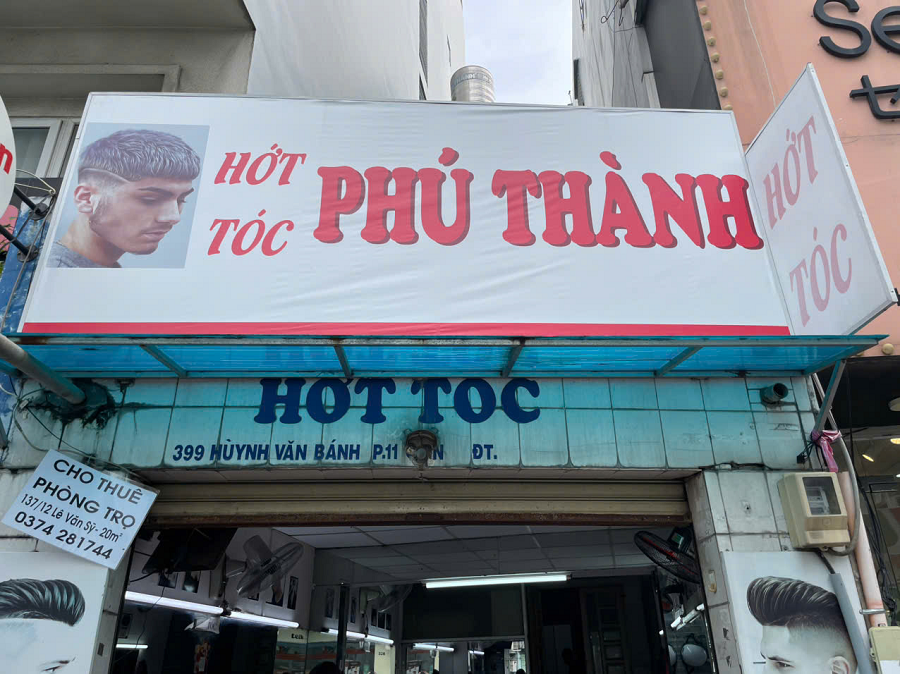 HỚT
TÓC
PHÚ THÀNH
HỚT
TÓC
HỚT TÓC
399 HÙYNH VĂN BÁNH P.11 ĐT.
CHO THUÊ
PHÒNG TRỌ
137/12 Lê Văn Sỹ - 20m²
0374 281744